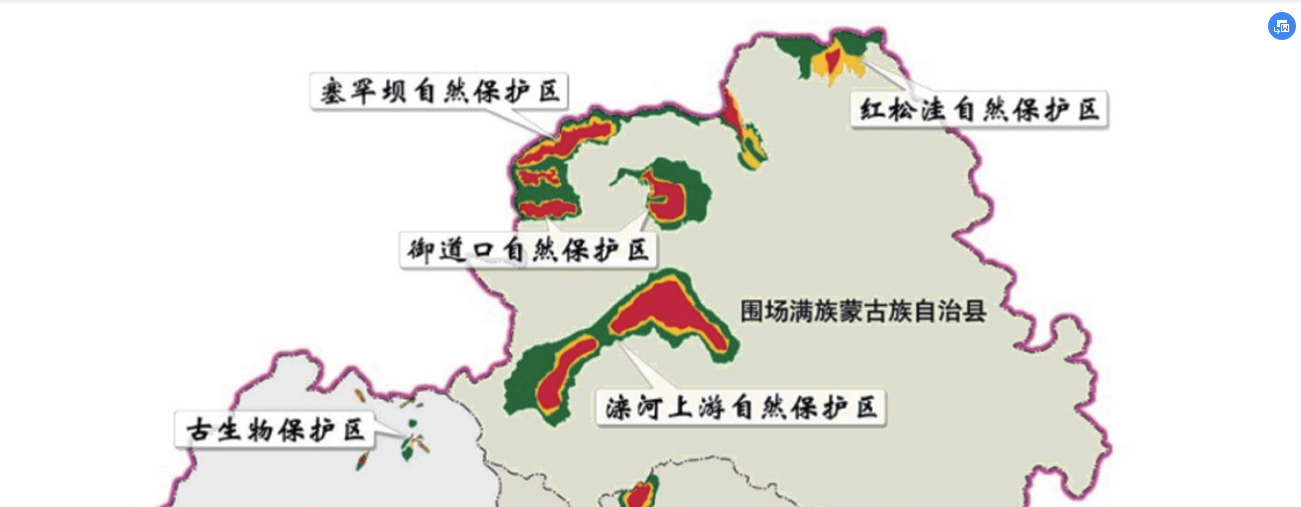 塞罕坝自然保护区
红松洼自然保护区
御道口自然保护区
围场满族蒙古族自治县
滦河上游自然保护区
古生物保护区